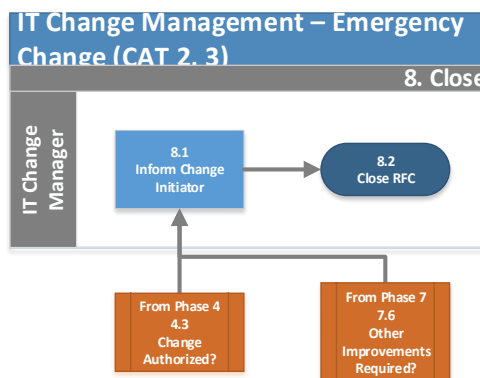 IT Change Management – Emergency
Change (CAT 2, 3)
8. Close
IT Change
Manager
8.1
Inform Change
Initiator
8.2
Close RFC
From Phase 4
4.3
Change
Authorized?
From Phase 7
7.6
Other
Improvements
Required?